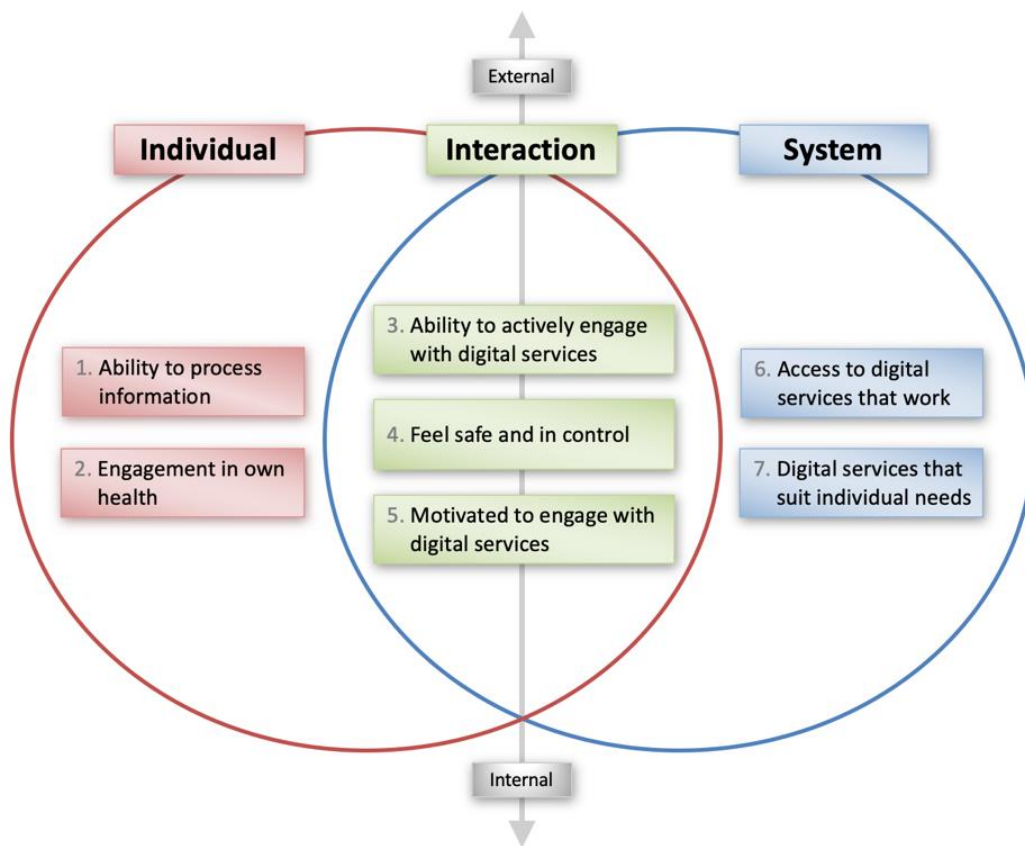 External
Individual
Interaction
System
1. Ability to process
information
2. Engagement in own
health
3. Ability to actively engage
with digital services
4. Feel safe and in control
5. Motivated to engage with
digital services
6. Access to digital
services that work
7. Digital services that
suit individual needs
Internal